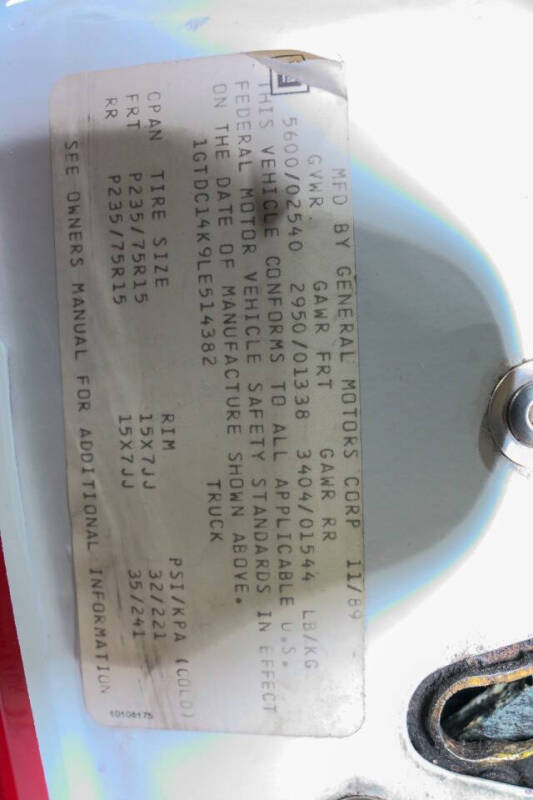 MFD BY GENERAL MOTORS CORP 11/89
GVWR GAWR FRT GAWR RR
5600/02540 2950/01338 3404/01544 LB/KG
THIS VEHICLE CONFORMS TO ALL APPLICABLE U.S.
FEDERAL MOTOR VEHICLE SAFETY STANDARDS IN EFFECT
ON THE DATE OF MANUFACTURE SHOWN ABOVE.
1GTDC14K9LE514382 TRUCK
PSI/KPA (COLD)
CPAN TIRE SIZE RIM 32/221
FRT P235/75R15 15X7JJ 35/241
RR P235/75R15 15X7JJ
SEE OWNERS MANUAL FOR ADDITIONAL INFORMATION
10108175